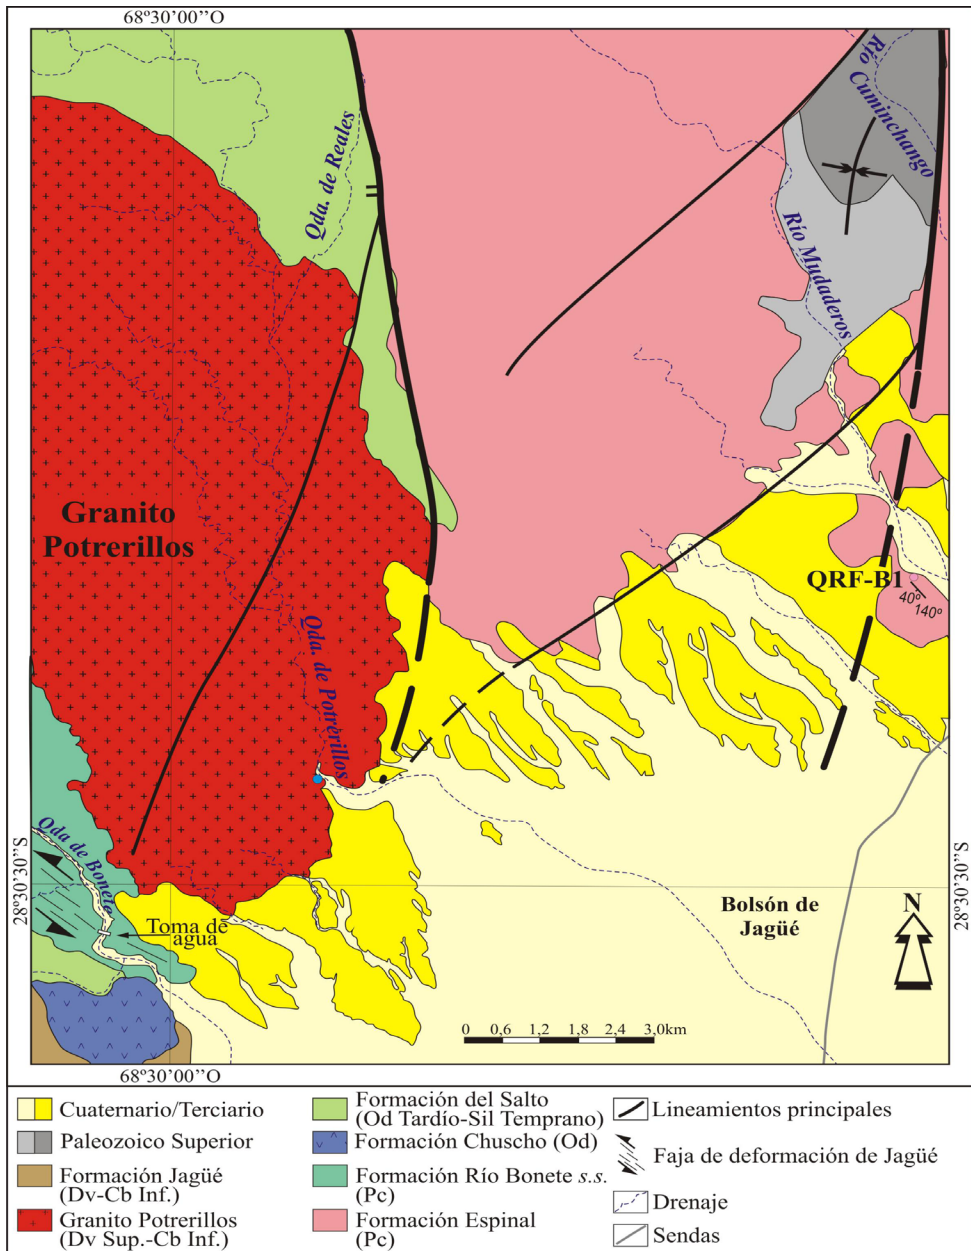 68º30'00''O
Río
Cuminchango
Qda. de Reales
Río Mudaderos
Granito
Potrerillos
QRF-B1
40º
140º
Qda. de Potrerillos
28º30'30''S
28º30'30''S
Qda de Bonete
Toma de
agua
Bolsón de
Jagüé
N
0 0,6 1,2 1,8 2,4 3,0km
68º30'00''O
Cuaternario/Terciario
Paleozoico Superior
Formación Jagüé
(Dv-Cb Inf.)
Granito Potrerillos
(Dv Sup.-Cb Inf.)
Formación del Salto
(Od Tardío-Sil Temprano)
Formación Chuscho (Od)
Formación Río Bonete s.s.
(Pc)
Formación Espinal
(Pc)
Lineamientos principales
Faja de deformación de Jagüé
Drenaje
Sendas